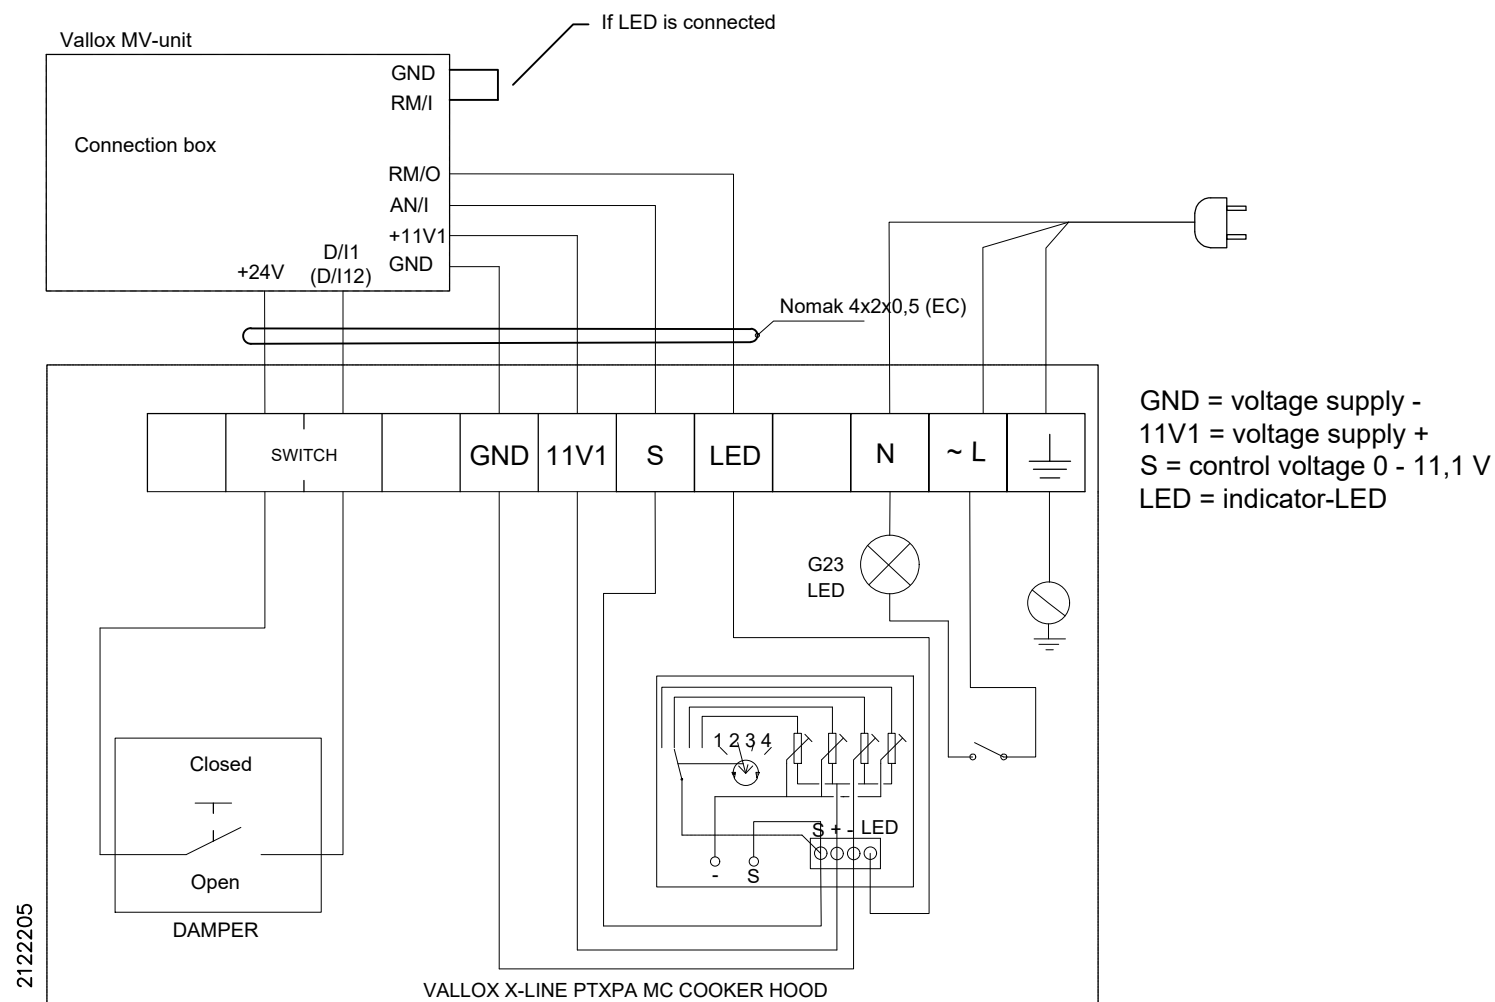 If LED is connected
Vallox MV-unit
GND
RM/I
Connection box
RM/O
AN/I
+11V1
GND
D/I1
(D/I12)
+24V
Nomak 4x2x0,5 (EC)
SWITCH
GND
11V1
S
LED
N
~ L
GND = voltage supply -
11V1 = voltage supply +
S = control voltage 0 - 11,1 V
LED = indicator-LED
G23
LED
1 2 3 4
Closed
Open
DAMPER
S + - LED
- S
VALLOX X-LINE PTXPA MC COOKER HOOD
2122205